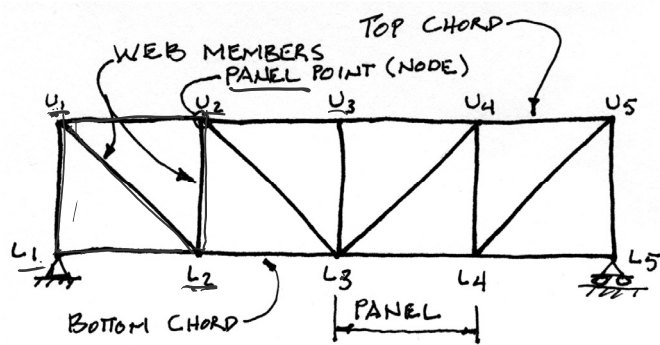 TOP CHORD
WEB MEMBERS
PANEL POINT (NODE)
U1 U2 U3 U4 U5
L1 L2 L3 L4 L5
PANEL
BOTTOM CHORD